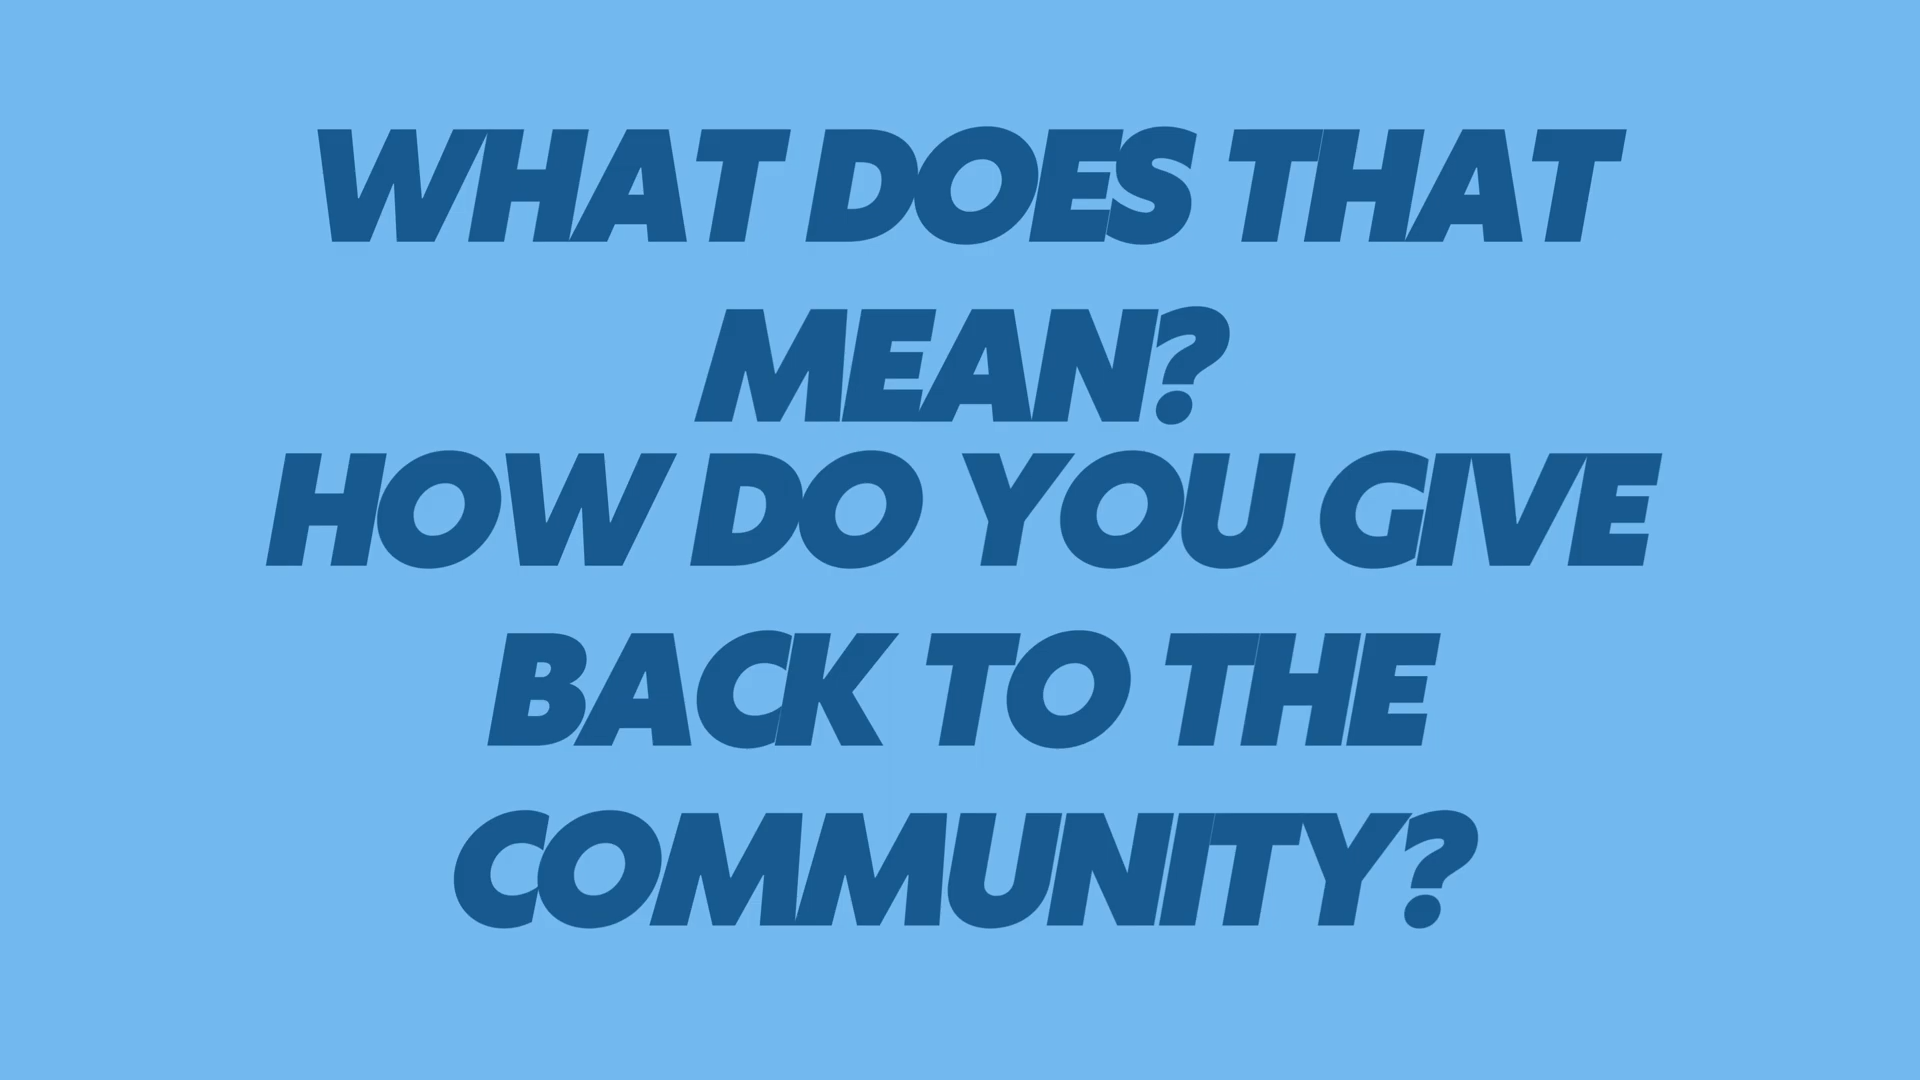 WHAT DOES THAT
MEAN?
HOW DO YOU GIVE
BACK TO THE
COMMUNITY?